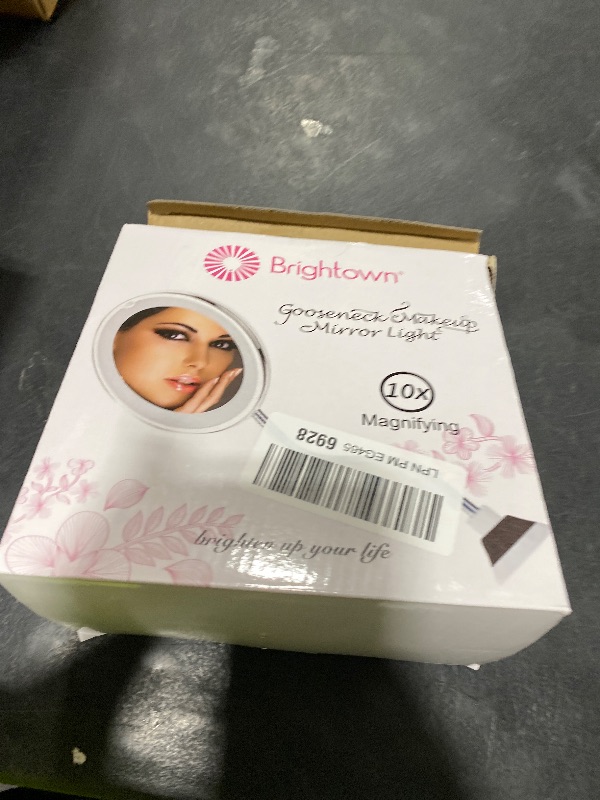 Brightown®
Gooseneck Makeup
Mirror Light
10x
Magnifying
LPN PM EG465 6928
brighten up your life